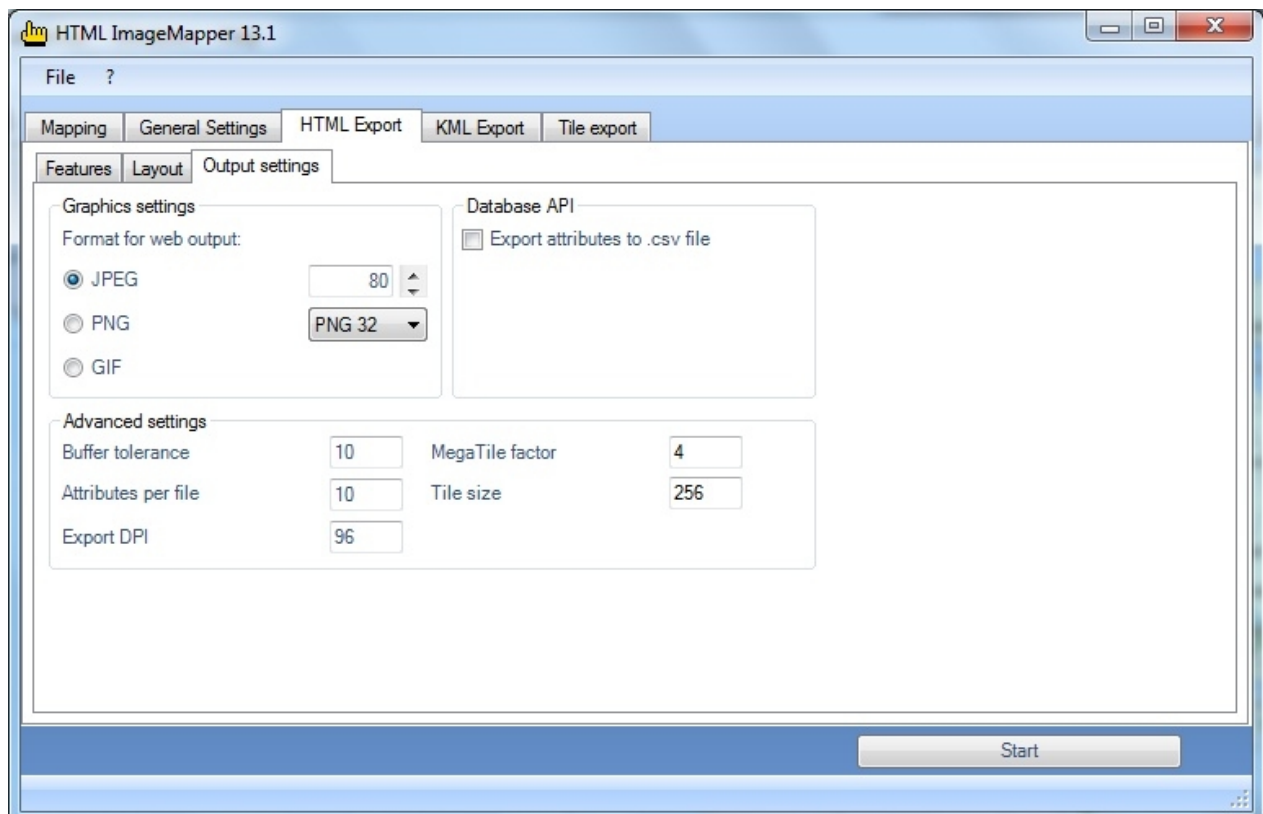 HTML ImageMapper 13.1
File ?
Mapping General Settings HTML Export KML Export Tile export
Features Layout Output settings
Graphics settings
Format for web output:
JPEG 80
PNG PNG 32
GIF
Database API
Export attributes to .csv file
Advanced settings
Buffer tolerance 10 MegaTile factor 4
Attributes per file 10 Tile size 256
Export DPI 96
Start